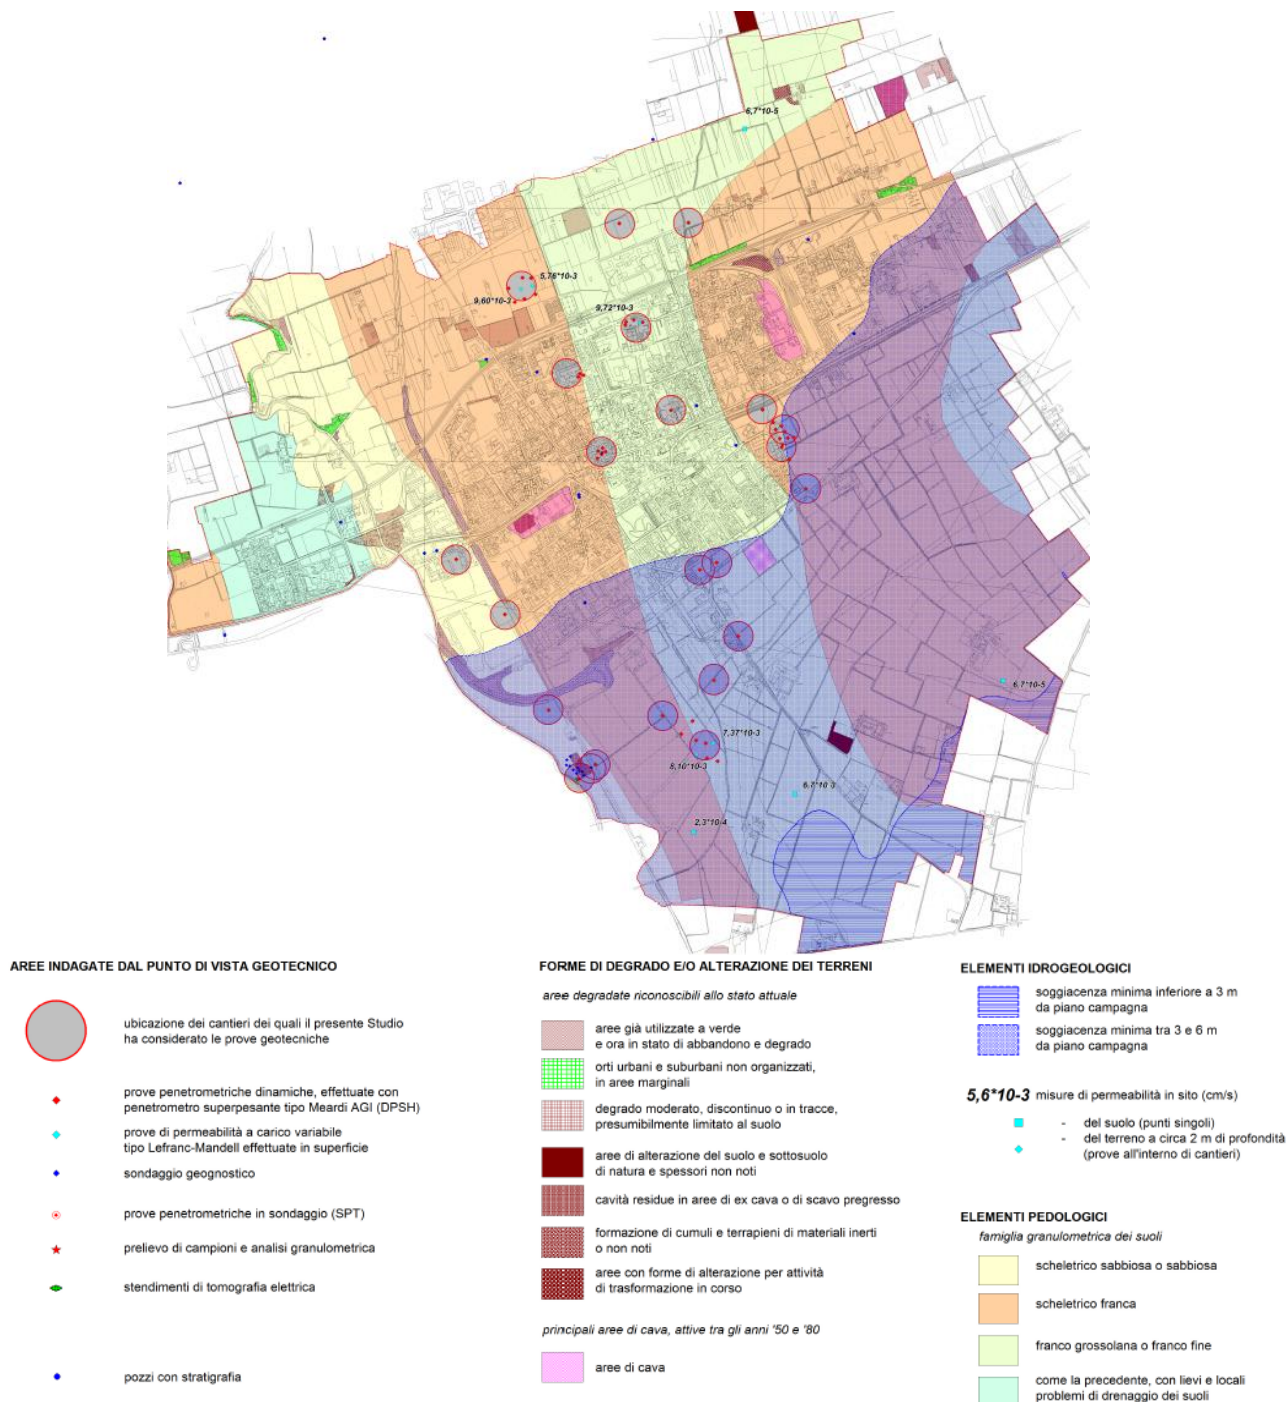 6,7*10-5
5,76*10-3
9,60*10-3
9,72*10-3
6,7*10-5
7,37*10-3
8,10*10-3
6,7*10-3
2,3*10-4
AREE INDAGATE DAL PUNTO DI VISTA GEOTECNICO
ubicazione dei cantieri dei quali il presente Studio
ha considerato le prove geotecniche
prove penetrometriche dinamiche, effettuate con
penetrometro superpesante tipo Meardi AGI (DPSH)
prove di permeabilità a carico variabile
tipo Lefranc-Mandell effettuate in superficie
sondaggio geognostico
prove penetrometriche in sondaggio (SPT)
prelievo di campioni e analisi granulometrica
stendimenti di tomografia elettrica
pozzi con stratigrafia
FORME DI DEGRADO E/O ALTERAZIONE DEI TERRENI
aree degradate riconoscibili allo stato attuale
aree già utilizzate a verde
e ora in stato di abbandono e degrado
orti urbani e suburbani non organizzati,
in aree marginali
degrado moderato, discontinuo o in tracce,
presumibilmente limitato al suolo
aree di alterazione del suolo e sottosuolo
di natura e spessori non noti
cavità residue in aree di ex cava o di scavo pregresso
formazione di cumuli e terrapieni di materiali inerti
o non noti
aree con forme di alterazione per attività
di trasformazione in corso
principali aree di cava, attive tra gli anni '50 e '80
aree di cava
ELEMENTI IDROGEOLOGICI
soggiacenza minima inferiore a 3 m
da piano campagna
soggiacenza minima tra 3 e 6 m
da piano campagna
5,6*10-3 misure di permeabilità in sito (cm/s)
- del suolo (punti singoli)
- del terreno a circa 2 m di profondità
(prove all'interno di cantieri)
ELEMENTI PEDOLOGICI
famiglia granulometrica dei suoli
scheletrico sabbiosa o sabbiosa
scheletrico franca
franco grossolana o franco fine
come la precedente, con lievi e locali
problemi di drenaggio dei suoli